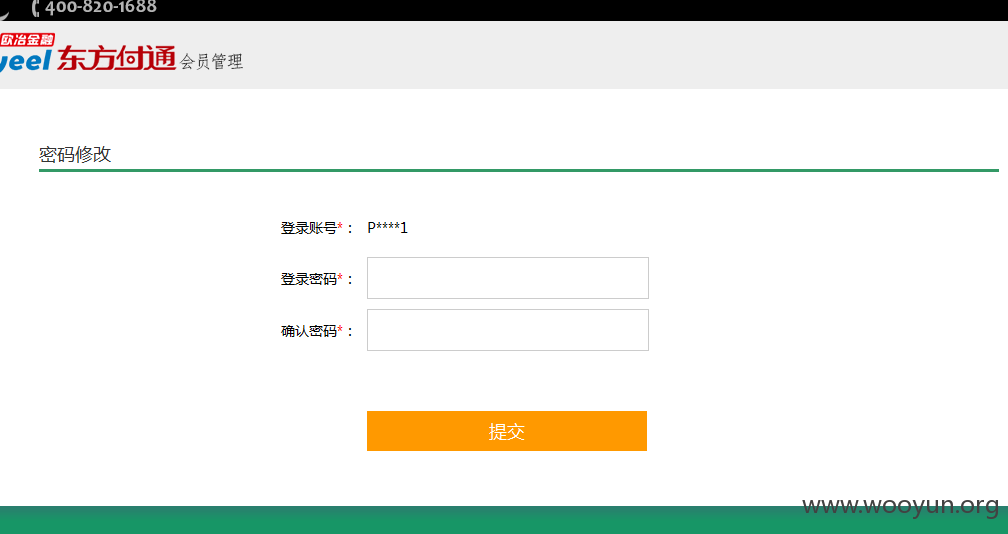 400-820-1688
欧冶金融
yeel 东方付通 会员管理
密码修改
登录账号*： P****1
登录密码*：
确认密码*：
提交
www.wooyun.org